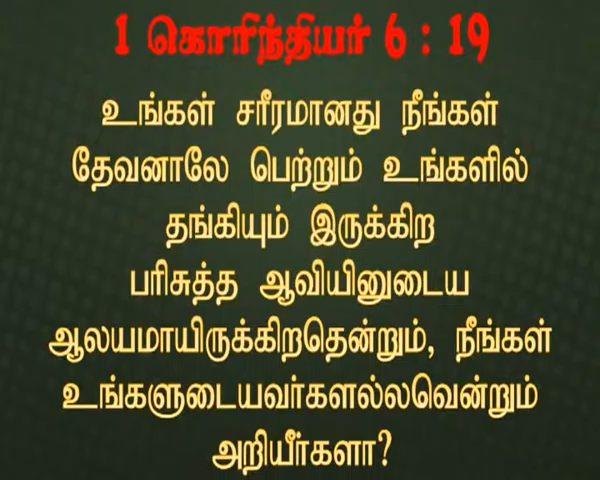 1 கொரிந்தியர் 6 : 19
உங்கள் சரீரமானது நீங்கள்
தேவனாலே பெற்றும் உங்களில்
தங்கியும் இருக்கிற
பரிசுத்த ஆவியினுடைய
ஆலயமாயிருக்கிறதென்றும், நீங்கள்
உங்களுடையவர்களல்லவென்றும்
அறியீர்களா?